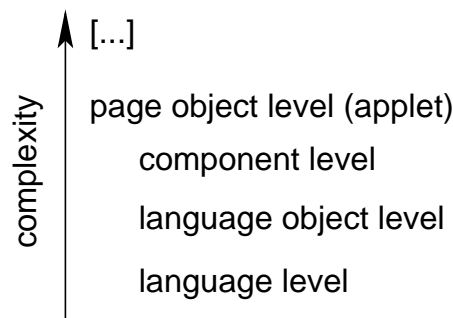 [...]
page object level (applet)
component level
language object level
language level
complexity